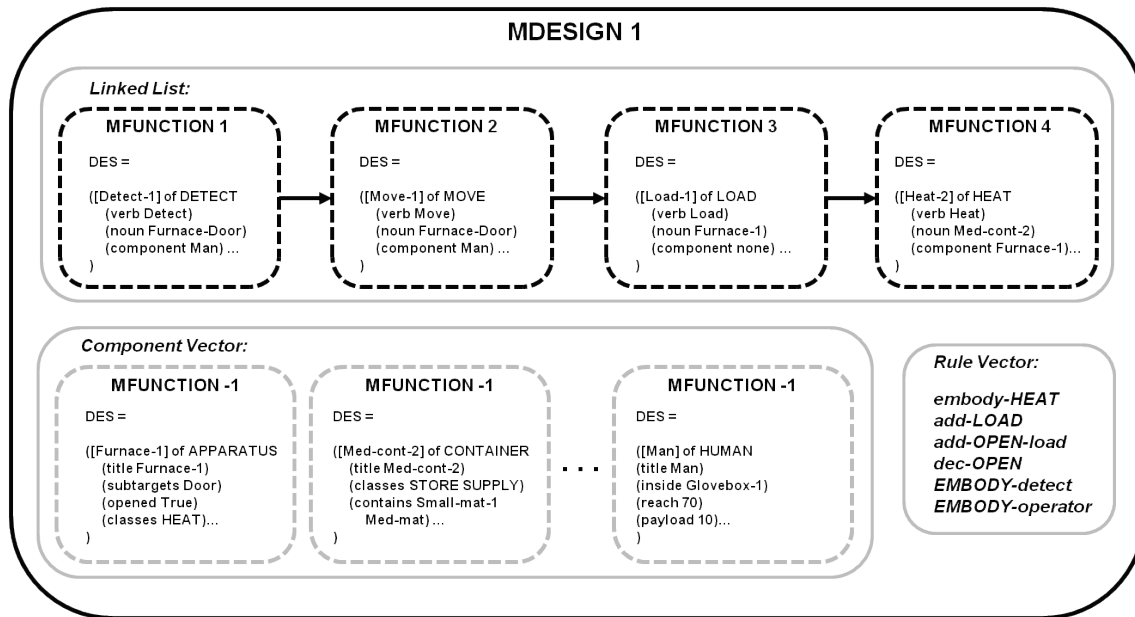 MDESIGN 1
Linked List:
MFUNCTION 1
DES =
([Detect-1] of DETECT
(verb Detect)
(noun Furnace-Door)
(component Man) ...
)
MFUNCTION 2
DES =
([Move-1] of MOVE
(verb Move)
(noun Furnace-Door)
(component Man) ...
)
MFUNCTION 3
DES =
([Load-1] of LOAD
(verb Load)
(noun Furnace-1)
(component none) ...
)
MFUNCTION 4
DES =
([Heat-2] of HEAT
(verb Heat)
(noun Med-cont-2)
(component Furnace-1)...
)
Component Vector:
MFUNCTION -1
DES =
([Furnace-1] of APPARATUS
(title Furnace-1)
(subtargets Door)
(opened True)
(classes HEAT)...
)
MFUNCTION -1
DES =
([Med-cont-2] of CONTAINER
(title Med-cont-2)
(classes STORE SUPPLY)
(contains Small-mat-1
Med-mat) ...
)
. . .
MFUNCTION -1
DES =
([Man] of HUMAN
(title Man)
(inside Glovebox-1)
(reach 70)
(payload 10)...
)
Rule Vector:
embody-HEAT
add-LOAD
add-OPEN-load
dec-OPEN
EMBODY-detect
EMBODY-operator